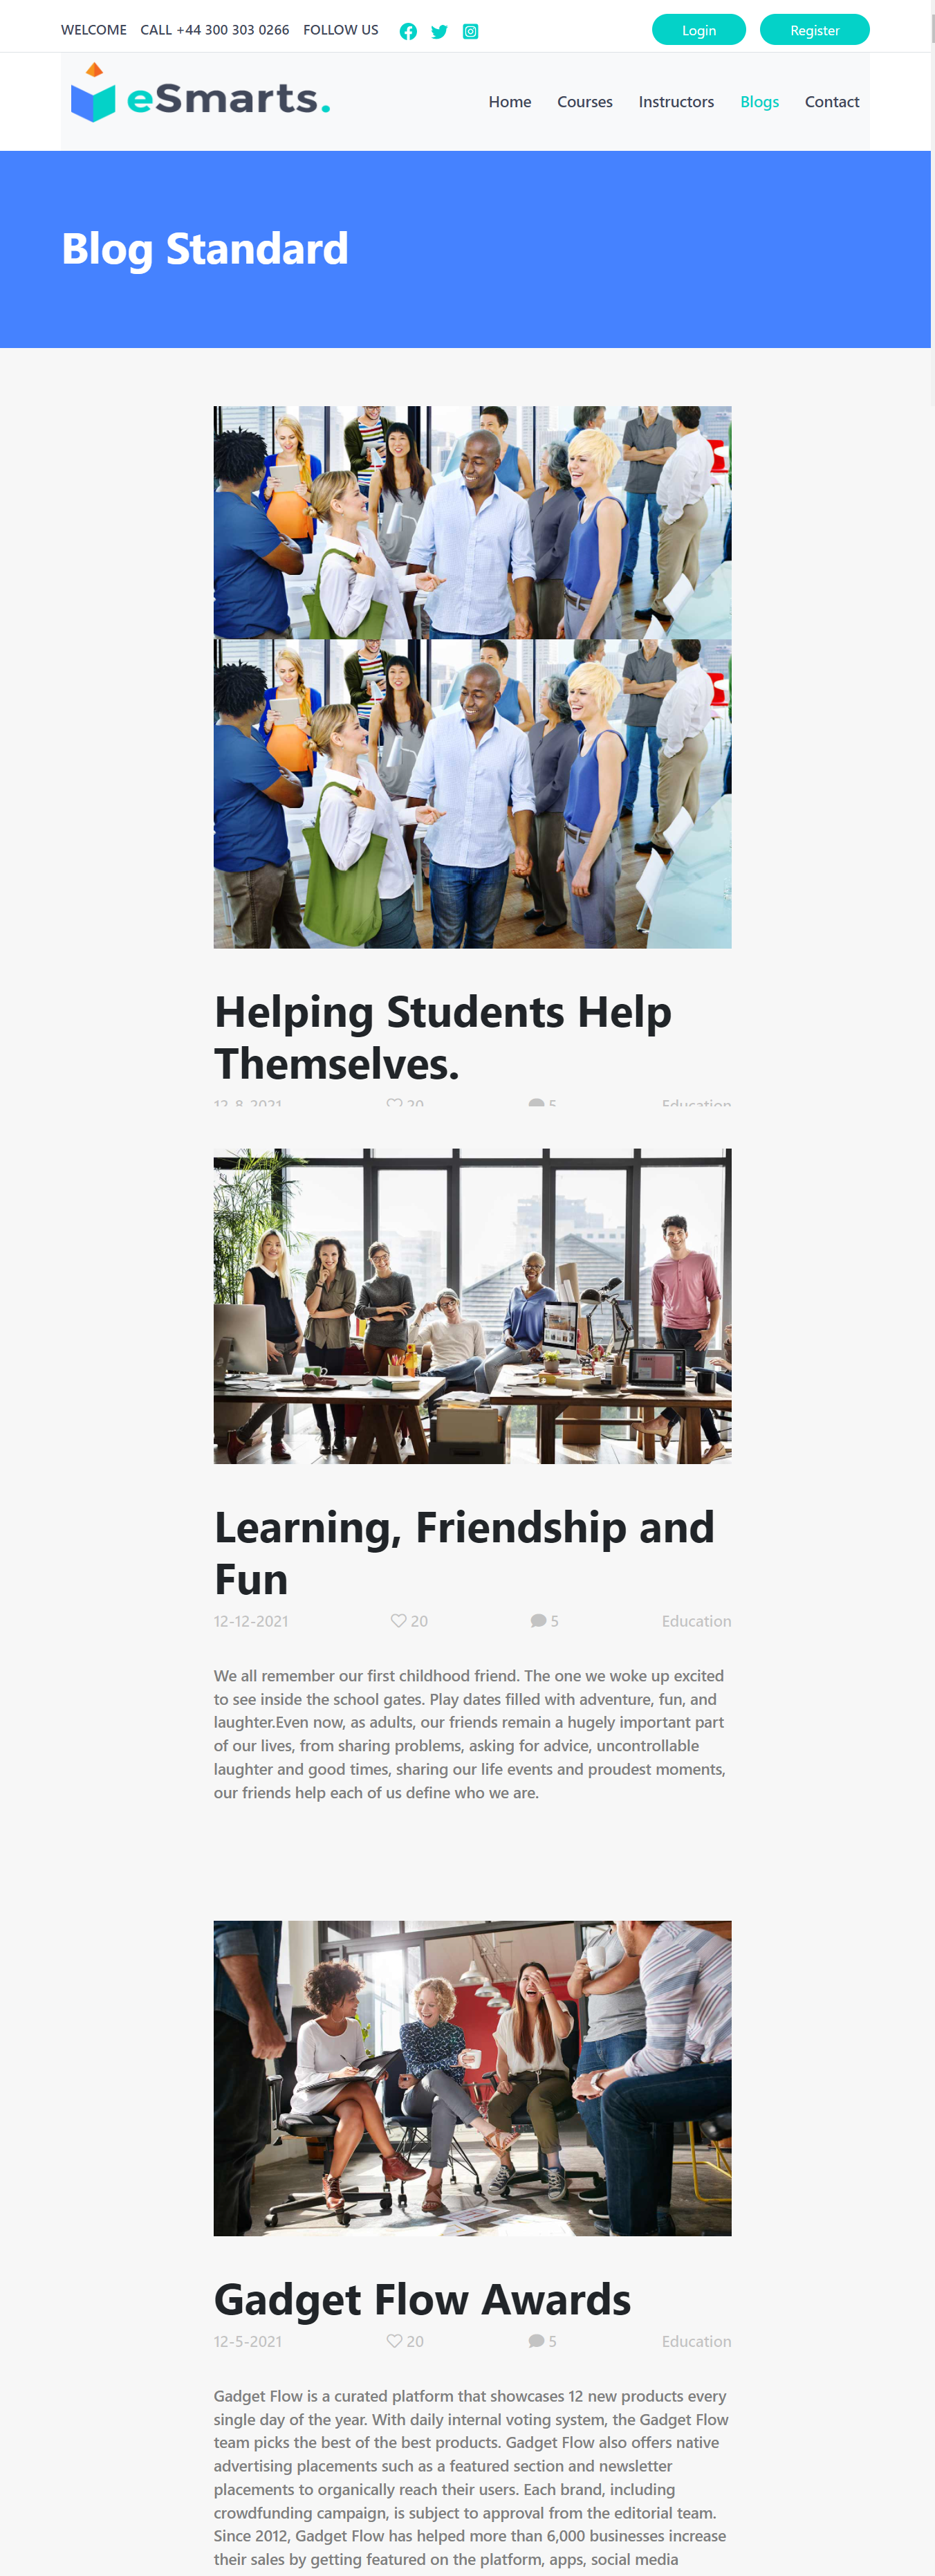 WELCOME CALL +44 300 303 0266 FOLLOW US Login Register
eSmarts. Home Courses Instructors Blogs Contact
Blog Standard
Helping Students Help
Themselves.
12-8-2021 20 5 Education
Learning, Friendship and
Fun
12-12-2021 20 5 Education
We all remember our first childhood friend. The one we woke up excited
to see inside the school gates. Play dates filled with adventure, fun, and
laughter.Even now, as adults, our friends remain a hugely important part
of our lives, from sharing problems, asking for advice, uncontrollable
laughter and good times, sharing our life events and proudest moments,
our friends help each of us define who we are.
Gadget Flow Awards
12-5-2021 20 5 Education
Gadget Flow is a curated platform that showcases 12 new products every
single day of the year. With daily internal voting system, the Gadget Flow
team picks the best of the best products. Gadget Flow also offers native
advertising placements such as a featured section and newsletter
placements to organically reach their users. Each brand, including
crowdfunding campaign, is subject to approval from the editorial team.
Since 2012, Gadget Flow has helped more than 6,000 businesses increase
their sales by getting featured on the platform, apps, social media